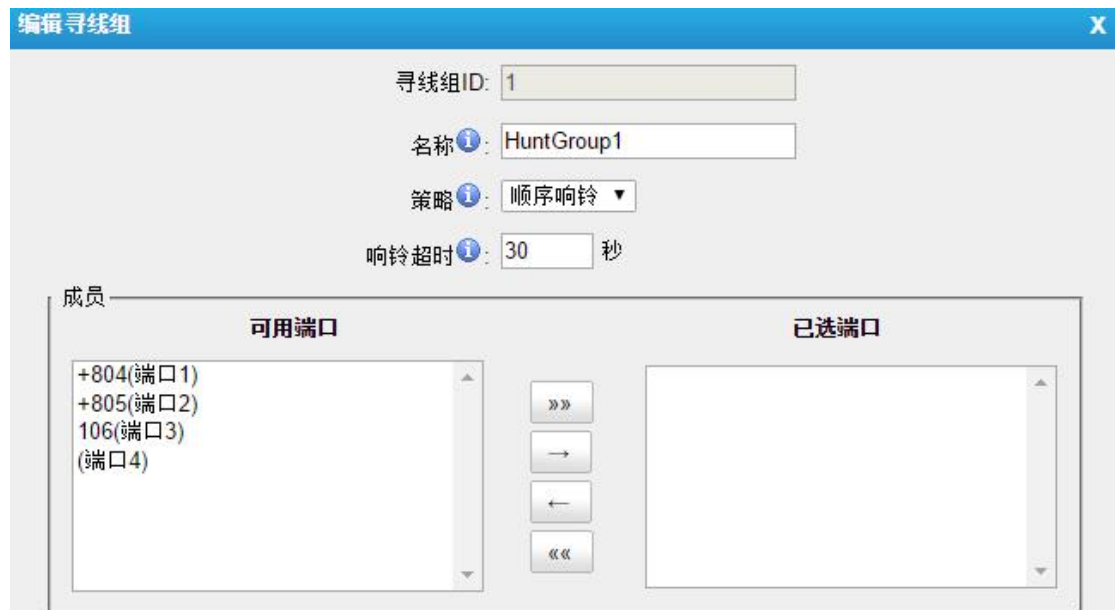 编辑寻线组 X
寻线组ID: 1
名称 : HuntGroup1
策略 : 顺序响铃
响铃超时 : 30 秒
成员
可用端口 已选端口
+804(端口1)
+805(端口2)
106(端口3)
(端口4)
»»
→
←
««